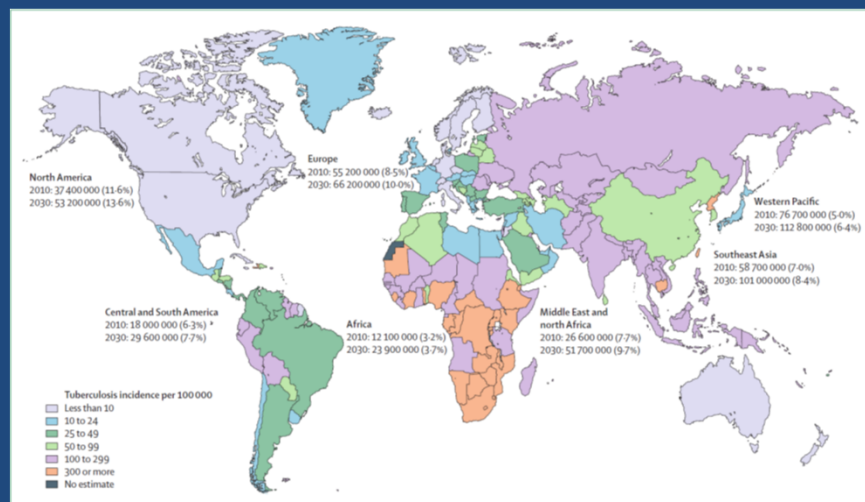 Europe
2010: 55 200 000 (8·5%)
2030: 66 200 000 (10·0%)
North America
2010: 37 400 000 (11·6%)
2030: 53 200 000 (13·6%)
Western Pacific
2010: 76 700 000 (5·0%)
2030: 112 800 000 (6·4%)
Southeast Asia
2010: 58 700 000 (7·0%)
2030: 101 000 000 (8·4%)
Central and South America
2010: 18 000 000 (6·3%)
2030: 29 600 000 (7·7%)
Africa
2010: 12 100 000 (3·2%)
2030: 23 900 000 (3·7%)
Middle East and
north Africa
2010: 26 600 000 (7·7%)
2030: 51 700 000 (9·7%)
Tuberculosis incidence per 100 000
Less than 10
10 to 24
25 to 49
50 to 99
100 to 299
300 or more
No estimate